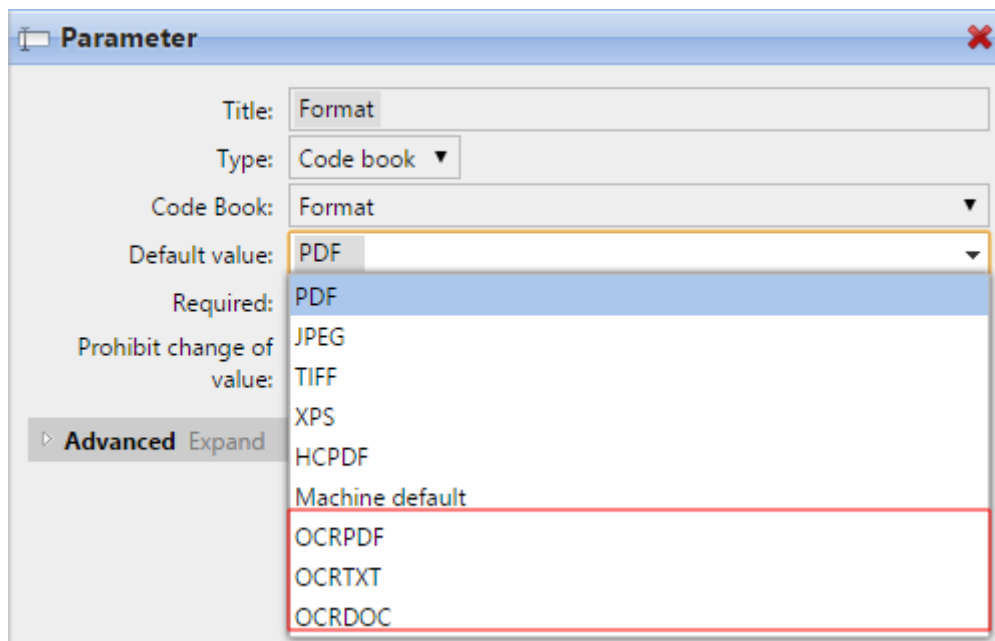 Parameter
Title: Format
Type: Code book
Code Book: Format
Default value: PDF
Required:
Prohibit change of
value:
Advanced Expand
PDF
JPEG
TIFF
XPS
HCPDF
Machine default
OCRPDF
OCRTXT
OCRDOC